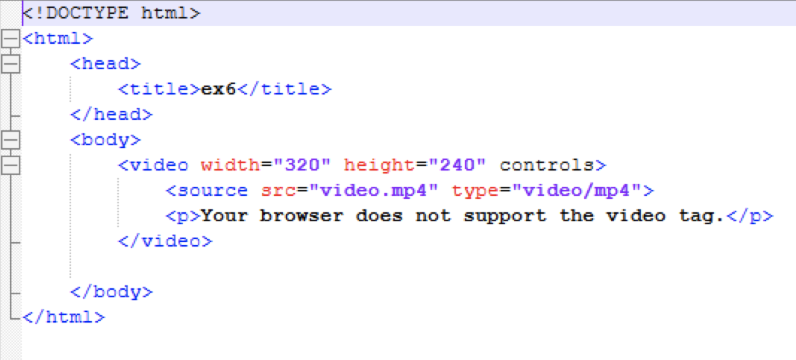 <!DOCTYPE html>
<html>
<head>
<title>ex6</title>
</head>
<body>
<video width="320" height="240" controls>
<source src="video.mp4" type="video/mp4">
<p>Your browser does not support the video tag.</p>
</video>
</body>
</html>